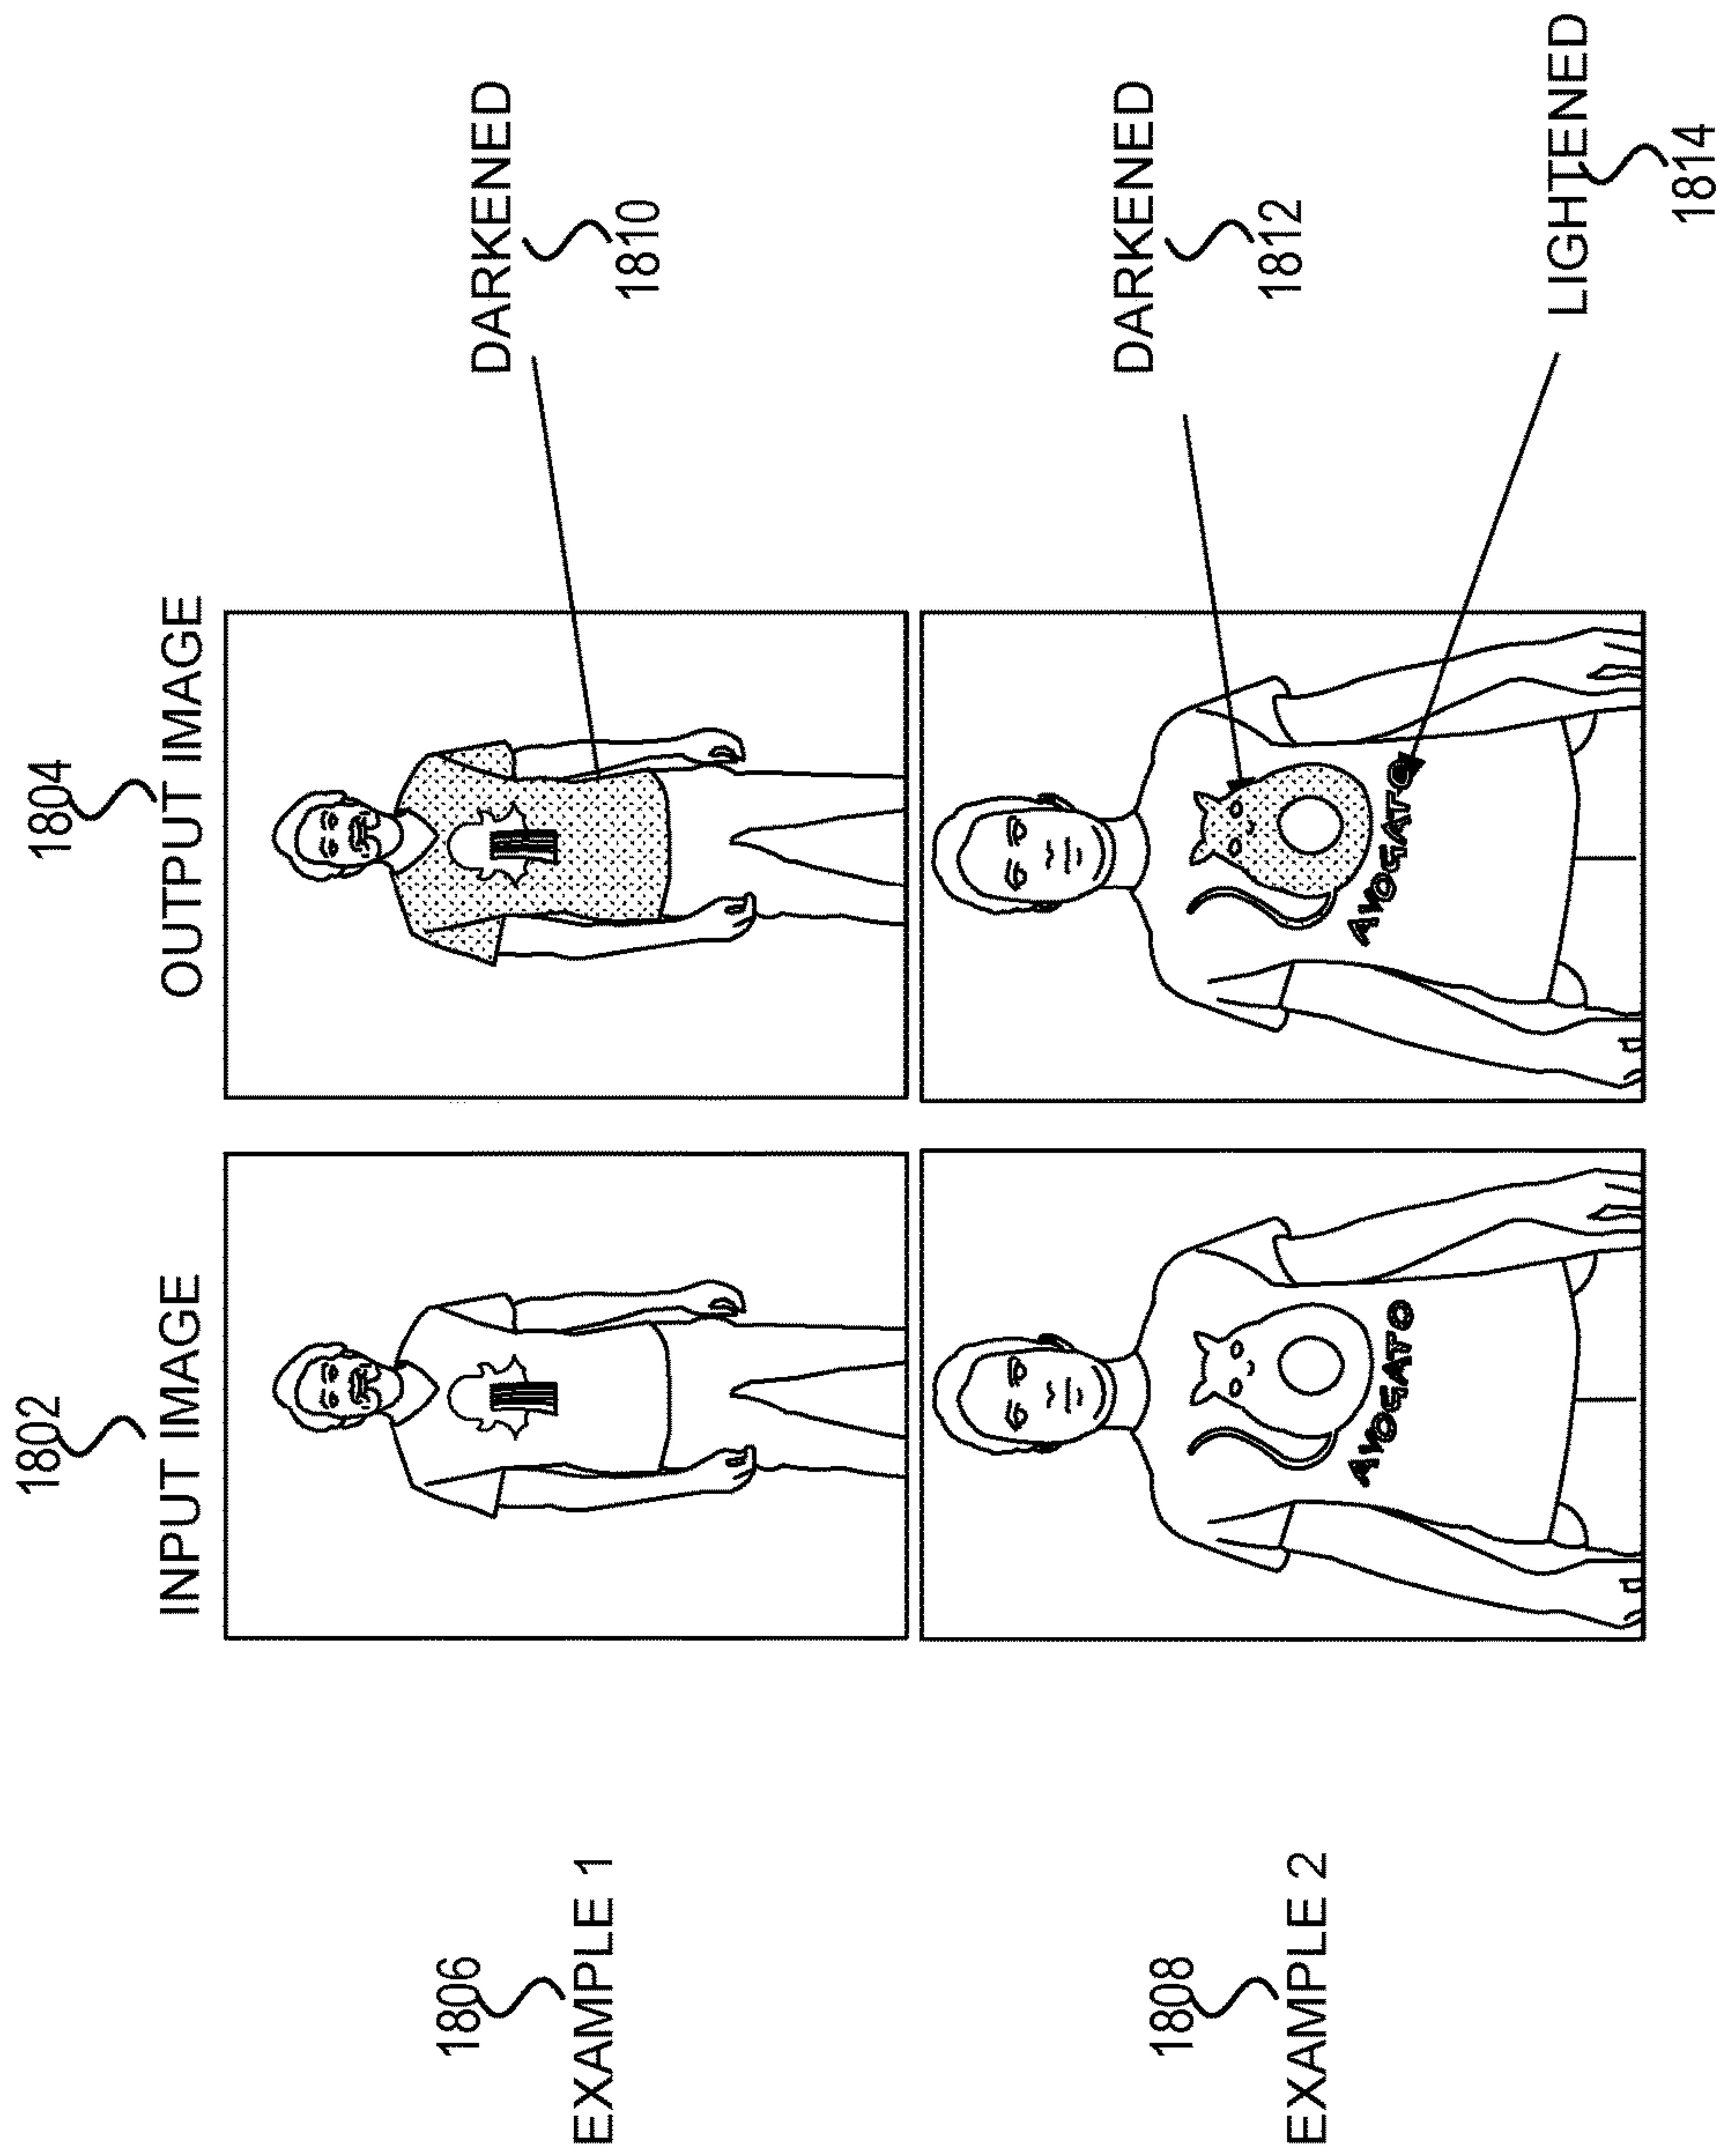 1802 1804
INPUT IMAGE OUTPUT IMAGE
1806
EXAMPLE 1
DARKENED
1810
1808
EXAMPLE 2
AVOGATO
AVOGATO
DARKENED
1812
LIGHTENED
1814